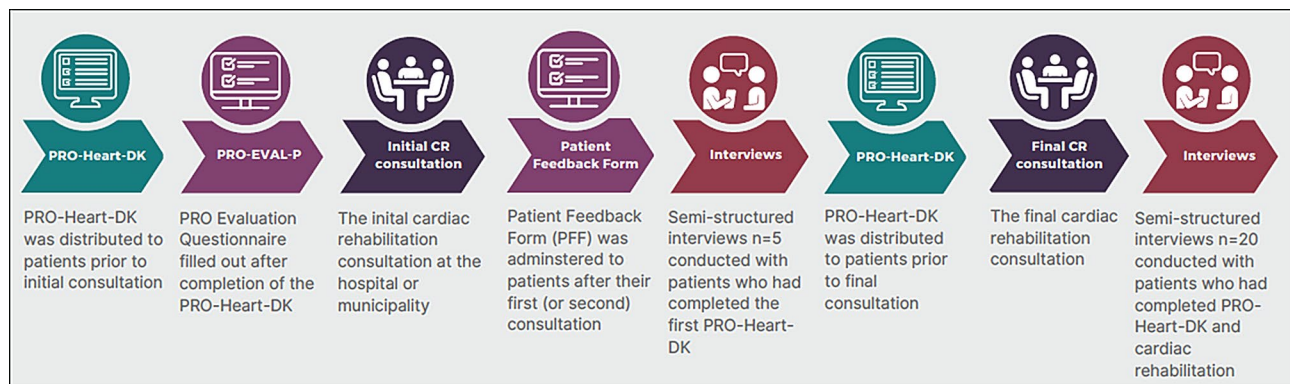 PRO-Heart-DK
PRO-EVAL-P
Initial CR
consultation
Patient
Feedback Form
Interviews
PRO-Heart-DK
Final CR
consultation
Interviews
PRO-Heart-DK
was distributed to
patients prior to
initial consultation
PRO Evaluation
Questionnaire
filled out after
completion of the
PRO-Heart-DK
The inital cardiac
rehabilitation
consultation at the
hospital or
municipality
Patient Feedback
Form (PFF) was
adminstered to
patients after their
first (or second)
consultation
Semi-structured
interviews n=5
conducted with
patients who had
completed the
first PRO-Heart-
DK
PRO-Heart-DK
was distributed
to patients prior
to final
consultation
The final cardiac
rehabilitation
consultation
Semi-structured
interviews n=20
conducted with
patients who had
completed PRO-
Heart-DK and
cardiac
rehabilitation